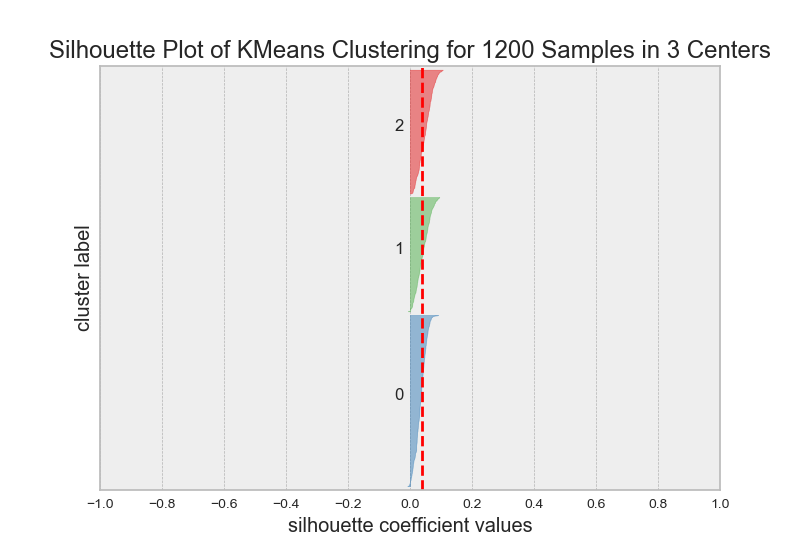 Silhouette Plot of KMeans Clustering for 1200 Samples in 3 Centers
2
1
0
cluster label
−1.0 −0.8 −0.6 −0.4 −0.2 0.0 0.2 0.4 0.6 0.8 1.0
silhouette coefficient values